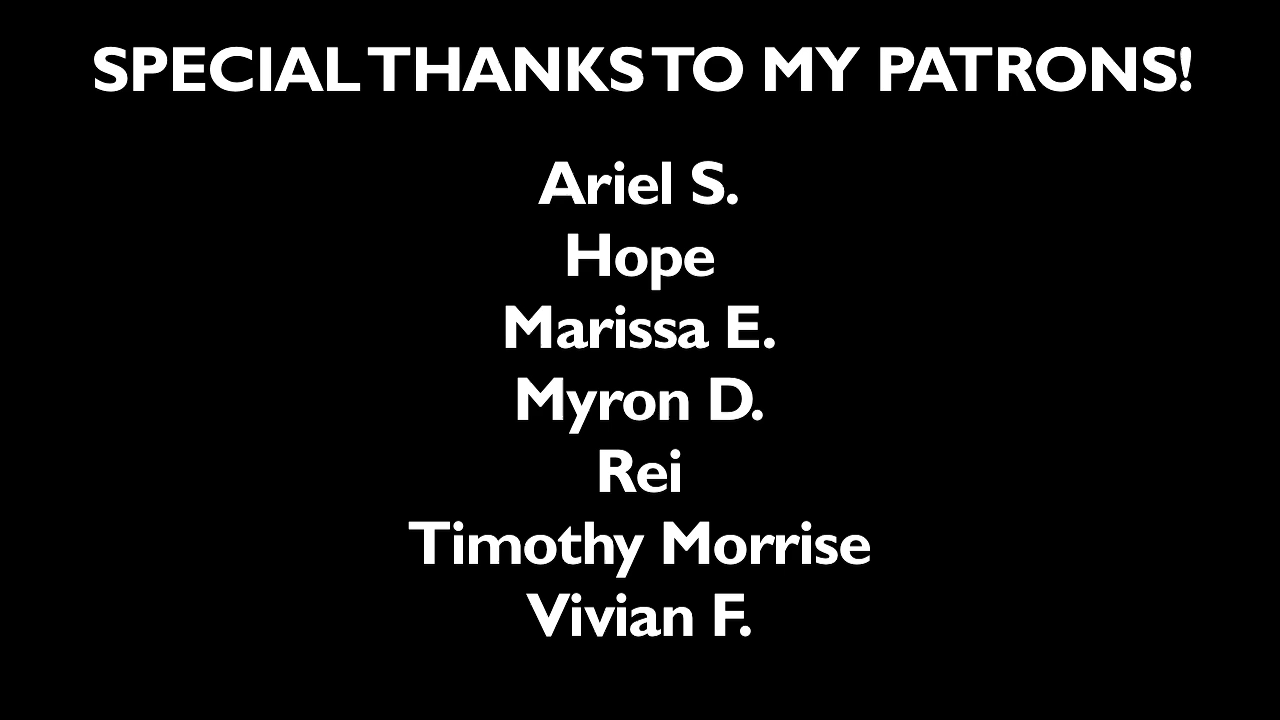 SPECIAL THANKS TO MY PATRONS!
Ariel S.
Hope
Marissa E.
Myron D.
Rei
Timothy Morrise
Vivian F.